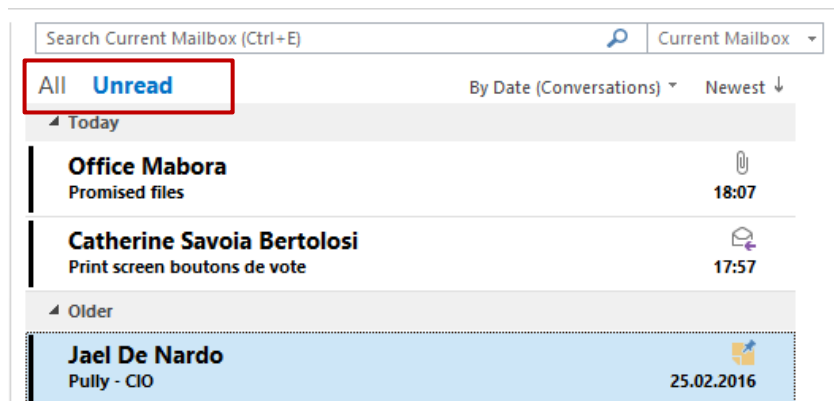 Search Current Mailbox (Ctrl+E) Current Mailbox
All Unread By Date (Conversations) Newest
Today
Office Mabora
Promised files 18:07
Catherine Savoia Bertolosi
Print screen boutons de vote 17:57
Older
Jael De Nardo
Pully - CIO 25.02.2016